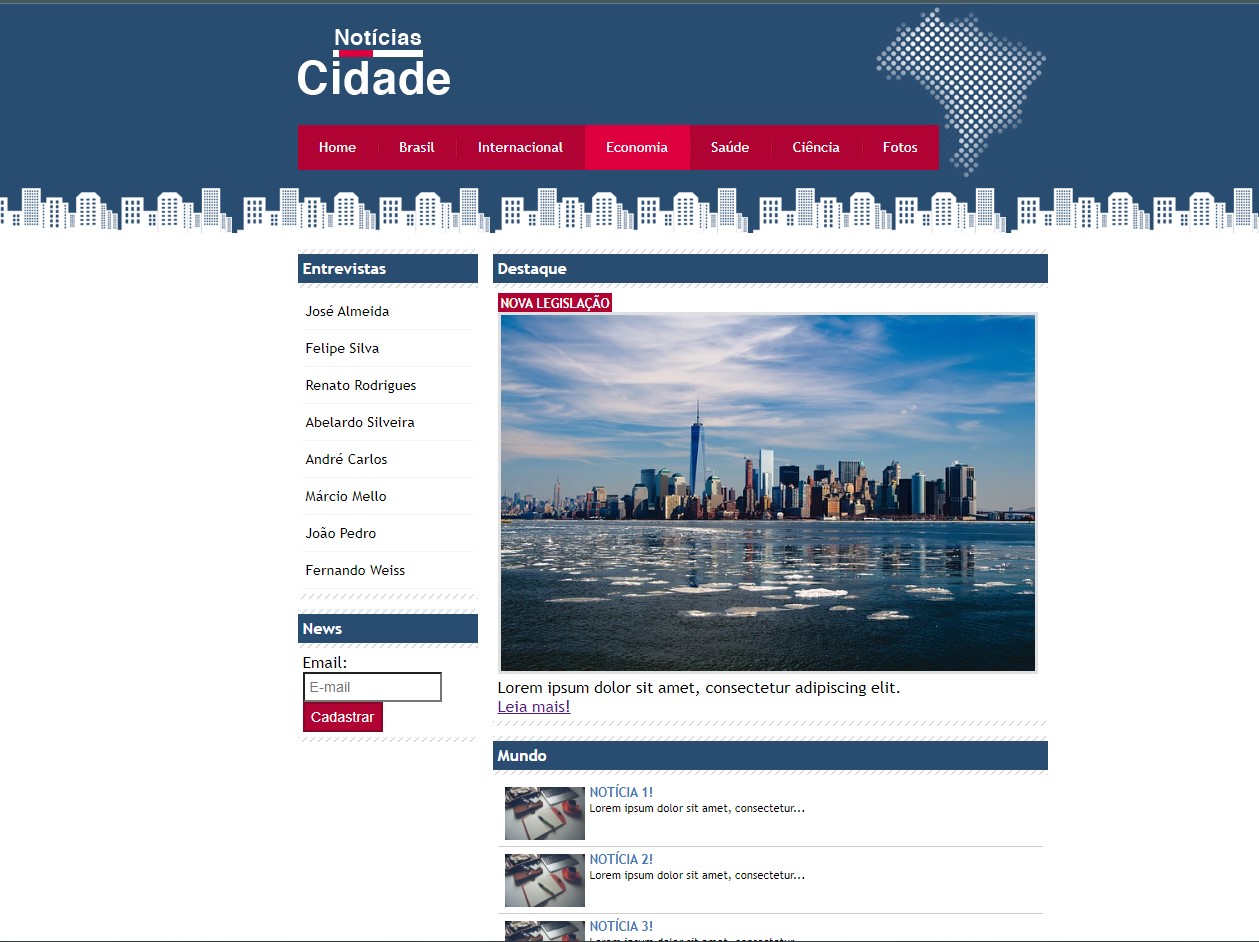 Notícias
Cidade
Home Brasil Internacional Economia Saúde Ciência Fotos
Entrevistas
José Almeida
Felipe Silva
Renato Rodrigues
Abelardo Silveira
André Carlos
Márcio Mello
João Pedro
Fernando Weiss
News
Email:
E-mail
Cadastrar
Destaque
NOVA LEGISLAÇÃO
Lorem ipsum dolor sit amet, consectetur adipiscing elit.
Leia mais!
Mundo
NOTÍCIA 1!
Lorem ipsum dolor sit amet, consectetur...
NOTÍCIA 2!
Lorem ipsum dolor sit amet, consectetur...
NOTÍCIA 3!